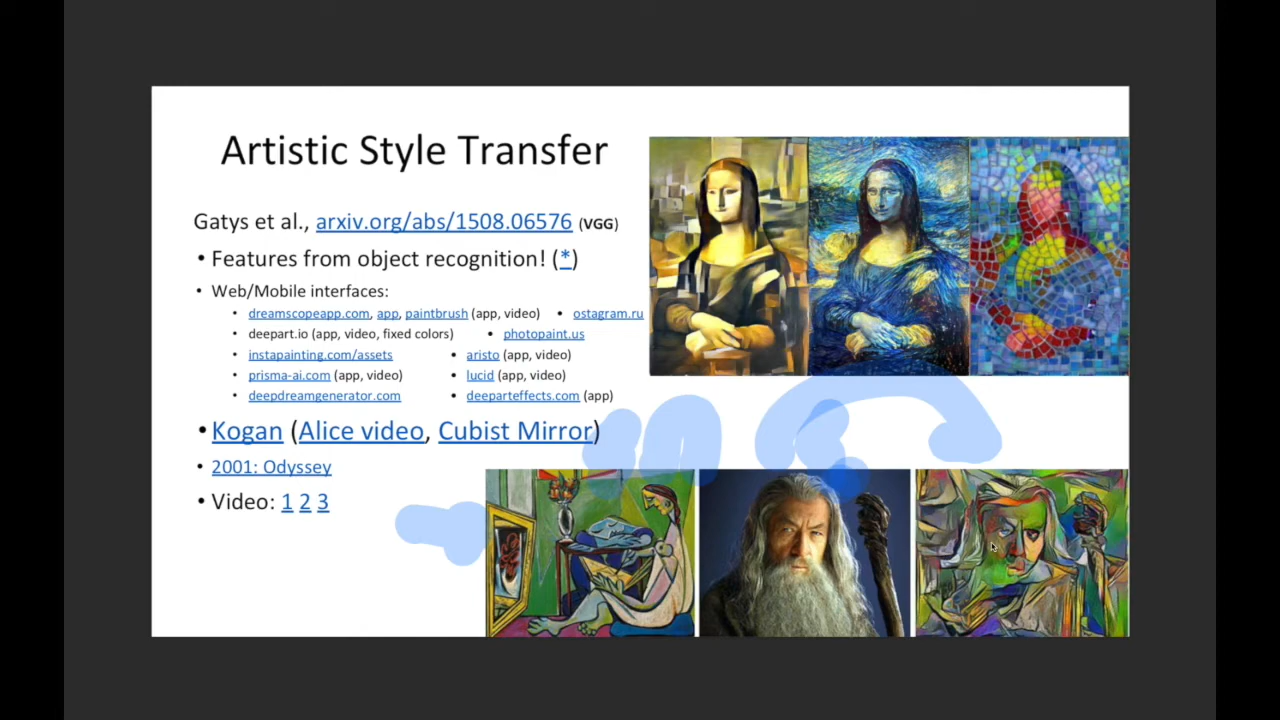 Artistic Style Transfer
Gatys et al., arxiv.org/abs/1508.06576 (VGG)
• Features from object recognition! (*)
• Web/Mobile interfaces:
• dreamscopeapp.com, app, paintbrush (app, video) • ostagram.ru
• deepart.io (app, video, fixed colors) • photopaint.us
• instapainting.com/assets • aristo (app, video)
• prisma-ai.com (app, video) • lucid (app, video)
• deepdreamgenerator.com • deeparteffects.com (app)
• Kogan (Alice video, Cubist Mirror)
• 2001: Odyssey
• Video: 1 2 3